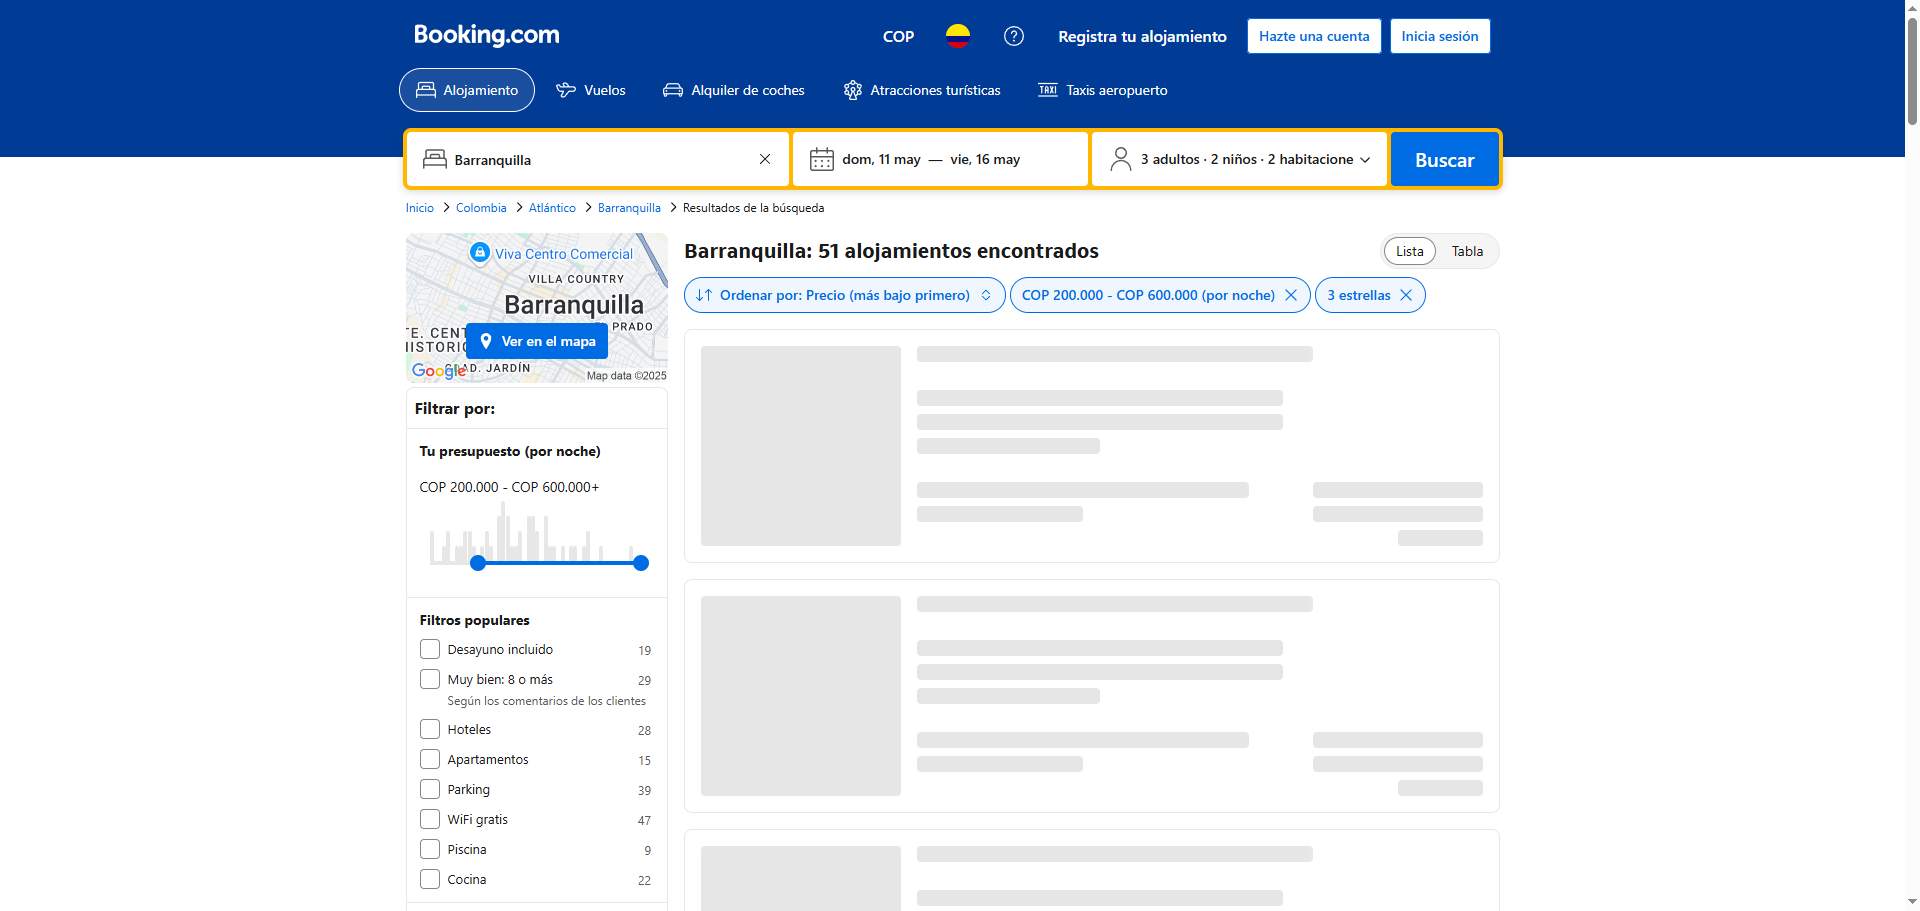 Booking.com
COP
Registra tu alojamiento
Hazte una cuenta
Inicia sesión
Alojamiento
Vuelos
Alquiler de coches
Atracciones turísticas
TAXI
Taxis aeropuerto
Barranquilla
dom, 11 may — vie, 16 may
3 adultos · 2 niños · 2 habitacione
Buscar
Inicio
Colombia
Atlántico
Barranquilla
Resultados de la búsqueda
Viva Centro Comercial
VILLA COUNTRY
Barranquilla
EL PRADO
TE. CENT
HISTORIC
Ver en el mapa
Google
AD. JARDÍN
Map data ©2025
Filtrar por:
Tu presupuesto (por noche)
COP 200.000 - COP 600.000+
Filtros populares
Desayuno incluido 19
Muy bien: 8 o más 29
Según los comentarios de los clientes
Hoteles 28
Apartamentos 15
Parking 39
WiFi gratis 47
Piscina 9
Cocina 22
Barranquilla: 51 alojamientos encontrados
Lista
Tabla
Ordenar por: Precio (más bajo primero)
COP 200.000 - COP 600.000 (por noche)
3 estrellas